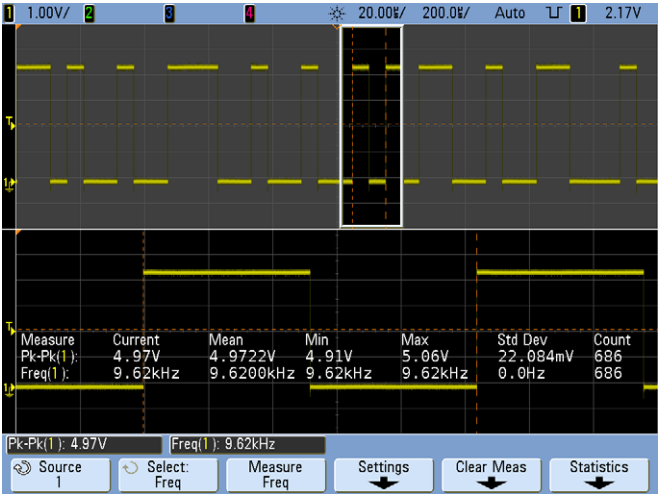 1 1.00V/ 2 3 4 20.00s/ 200.0s/ Auto 1 2.17V
T
1
T
Measure Current Mean Min Max Std Dev Count
Pk-Pk(1): 4.97V 4.9722V 4.91V 5.06V 22.084mV 686
Freq(1): 9.62kHz 9.6200kHz 9.62kHz 9.62kHz 0.0Hz 686
1
Pk-Pk(1): 4.97V Freq(1): 9.62kHz
Source Select: Measure Settings Clear Meas Statistics
1 Freq Freq